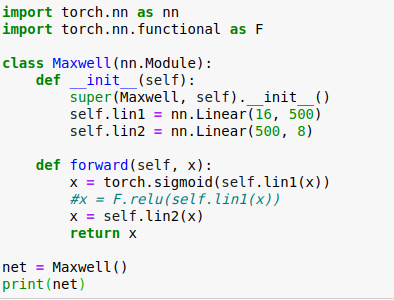 import torch.nn as nn
import torch.nn.functional as F
class Maxwell(nn.Module):
    def __init__(self):
        super(Maxwell, self).__init__()
        self.lin1 = nn.Linear(16, 500)
        self.lin2 = nn.Linear(500, 8)
    def forward(self, x):
        x = torch.sigmoid(self.lin1(x))
        #x = F.relu(self.lin1(x))
        x = self.lin2(x)
        return x
net = Maxwell()
print(net)